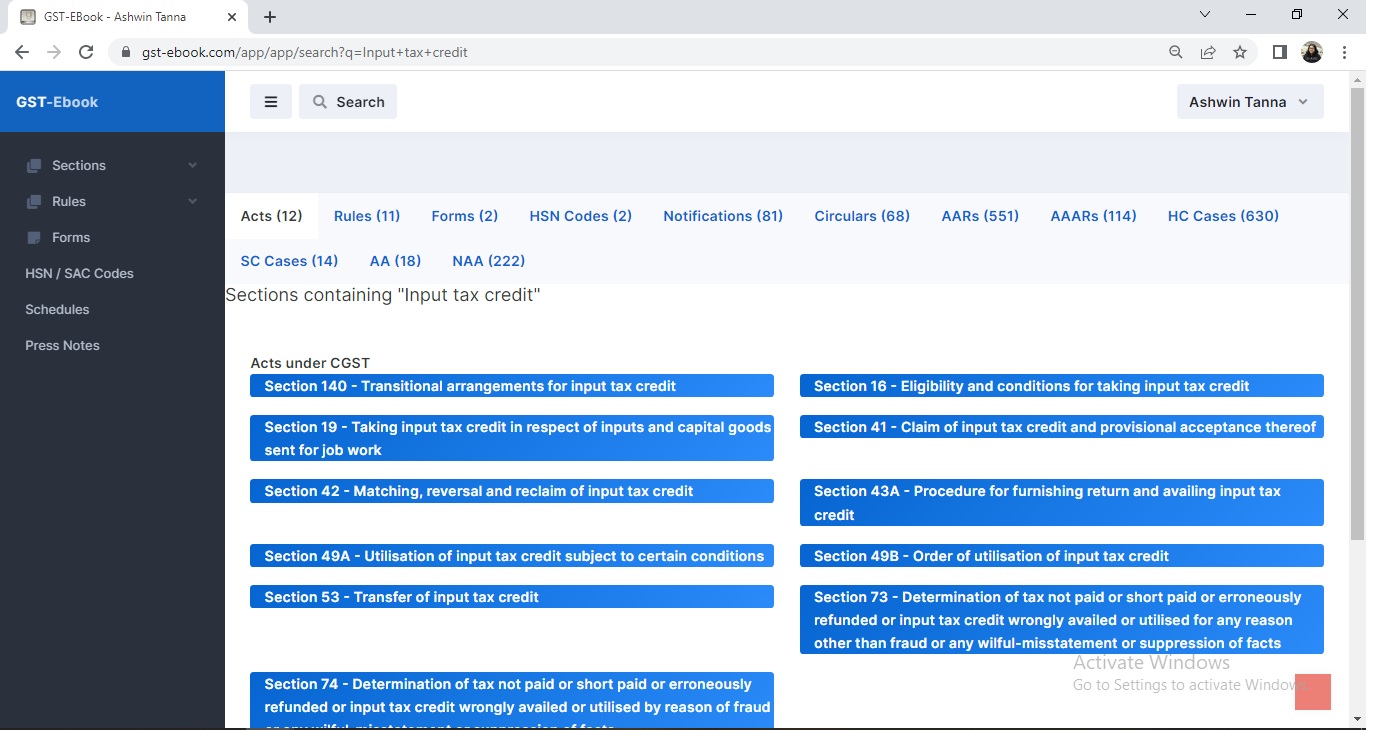 GST-EBook - Ashwin Tanna
gst-ebook.com/app/app/search?q=Input+tax+credit
GST-Ebook
Search
Ashwin Tanna
Sections
Rules
Forms
HSN / SAC Codes
Schedules
Press Notes
Acts (12) Rules (11) Forms (2) HSN Codes (2) Notifications (81) Circulars (68) AARs (551) AAARs (114) HC Cases (630)
SC Cases (14) AA (18) NAA (222)
Sections containing "Input tax credit"
Acts under CGST
Section 140 - Transitional arrangements for input tax credit
Section 16 - Eligibility and conditions for taking input tax credit
Section 19 - Taking input tax credit in respect of inputs and capital goods
sent for job work
Section 41 - Claim of input tax credit and provisional acceptance thereof
Section 42 - Matching, reversal and reclaim of input tax credit
Section 43A - Procedure for furnishing return and availing input tax
credit
Section 49A - Utilisation of input tax credit subject to certain conditions
Section 49B - Order of utilisation of input tax credit
Section 53 - Transfer of input tax credit
Section 73 - Determination of tax not paid or short paid or erroneously
refunded or input tax credit wrongly availed or utilised for any reason
other than fraud or any wilful-misstatement or suppression of facts
Section 74 - Determination of tax not paid or short paid or erroneously
refunded or input tax credit wrongly availed or utilised by reason of fraud
or any wilful-misstatement or suppression of facts
Activate Windows
Go to Settings to activate Windows.